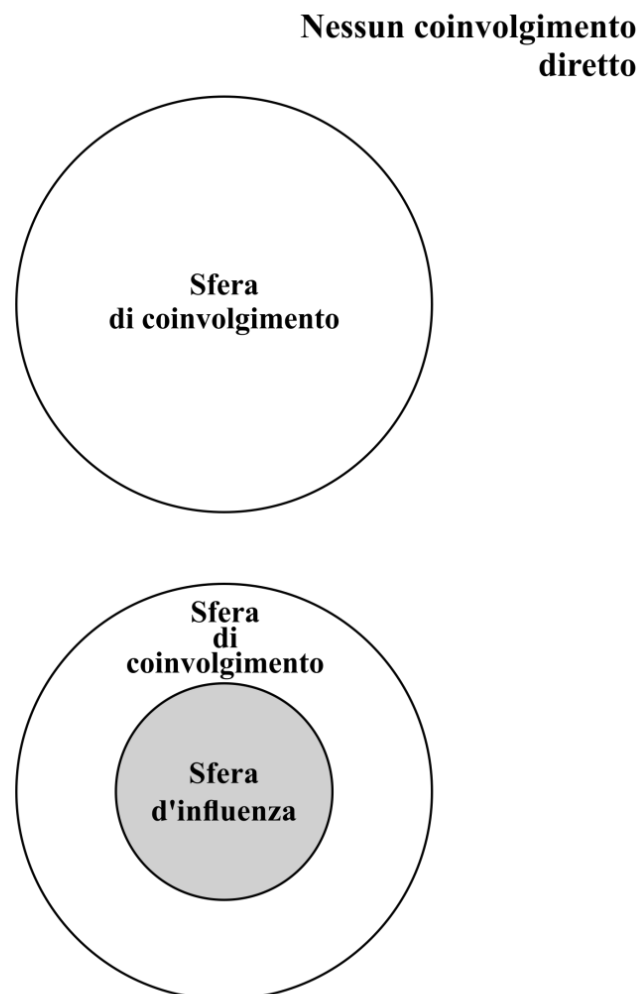 Nessun coinvolgimento
diretto
Sfera
di coinvolgimento
Sfera
di
coinvolgimento
Sfera
d'influenza